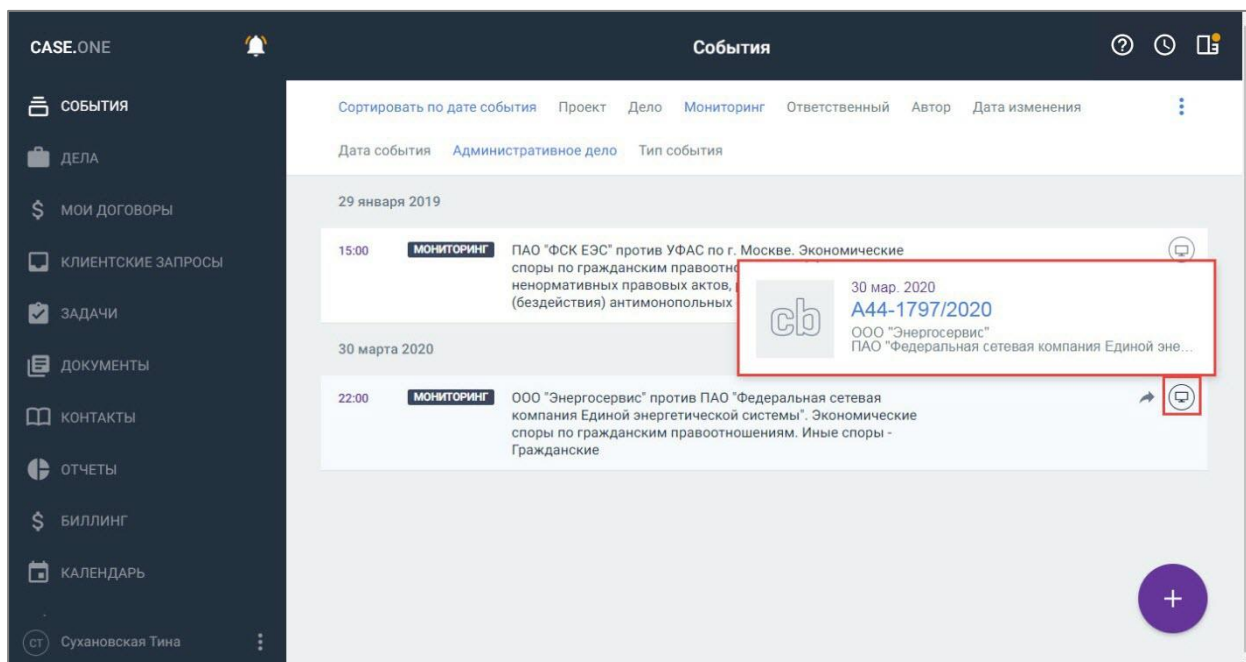 CASE.ONE
События
СОБЫТИЯ
ДЕЛА
МОИ ДОГОВОРЫ
КЛИЕНТСКИЕ ЗАПРОСЫ
ЗАДАЧИ
ДОКУМЕНТЫ
КОНТАКТЫ
ОТЧЕТЫ
БИЛЛИНГ
КАЛЕНДАРЬ
СТ Сухановская Тина
Сортировать по дате события Проект Дело Мониторинг Ответственный Автор Дата изменения
Дата события Административное дело Тип события
29 января 2019
15:00 МОНИТОРИНГ ПАО "ФСК ЕЭС" против УФАС по г. Москве. Экономические
споры по гражданским
ненормативных правовых актов,
(бездействия) антимонопольных
30 мар. 2020
cb А44-1797/2020
ООО "Энергосервис"
ПАО "Федеральная сетевая компания Единой эне...
30 марта 2020
22:00 МОНИТОРИНГ ООО "Энергосервис" против ПАО "Федеральная сетевая
компания Единой энергетической системы". Экономические
споры по гражданским правоотношениям. Иные споры -
Гражданские
+